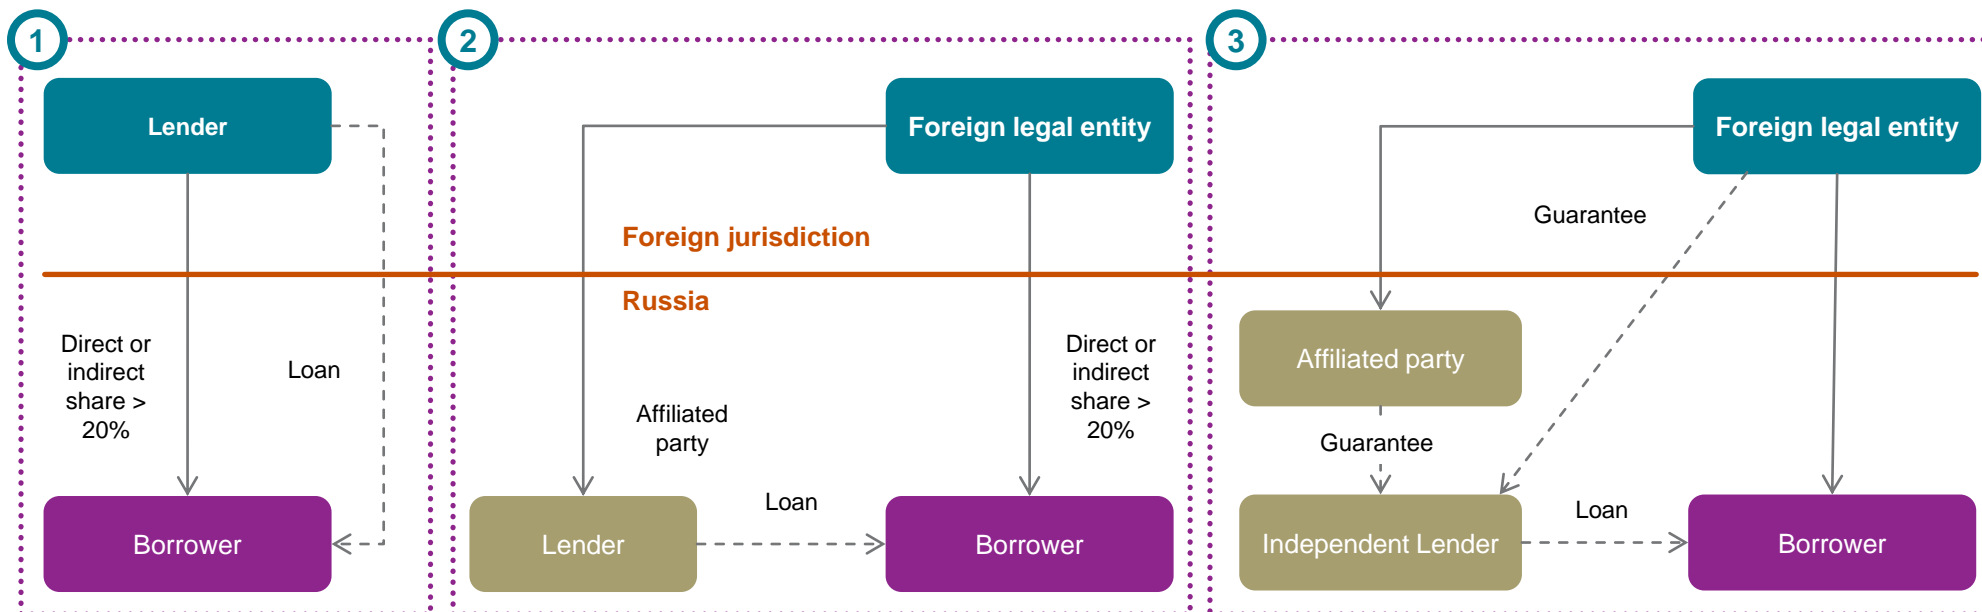 1
Lender
Direct or
indirect
share >
20%
Loan
Borrower
2
Foreign legal entity
Foreign jurisdiction
Russia
Affiliated
party
Direct or
indirect
share >
20%
Lender
Loan
Borrower
3
Foreign legal entity
Guarantee
Affiliated party
Guarantee
Independent Lender
Loan
Borrower